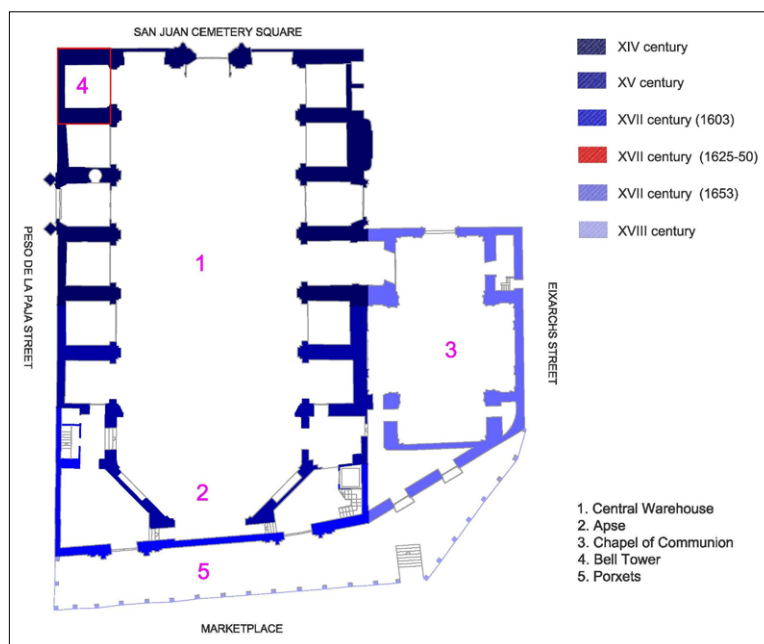 SAN JUAN CEMETERY SQUARE
XIV century
XV century
XVII century (1603)
XVII century (1625-50)
XVII century (1653)
XVIII century
4
1
PESO DE LA PAJA STREET
3
EIXARCHS STREET
2
5
1. Central Warehouse
2. Apse
3. Chapel of Communion
4. Bell Tower
5. Porxets
MARKETPLACE